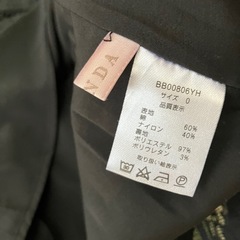 NDA
BB00806YH
サイズ 0
品質表示
表地
綿 60%
ナイロン 40%
裏地
ポリエステル 97%
ポリウレタン 3%
取り扱い絵表示